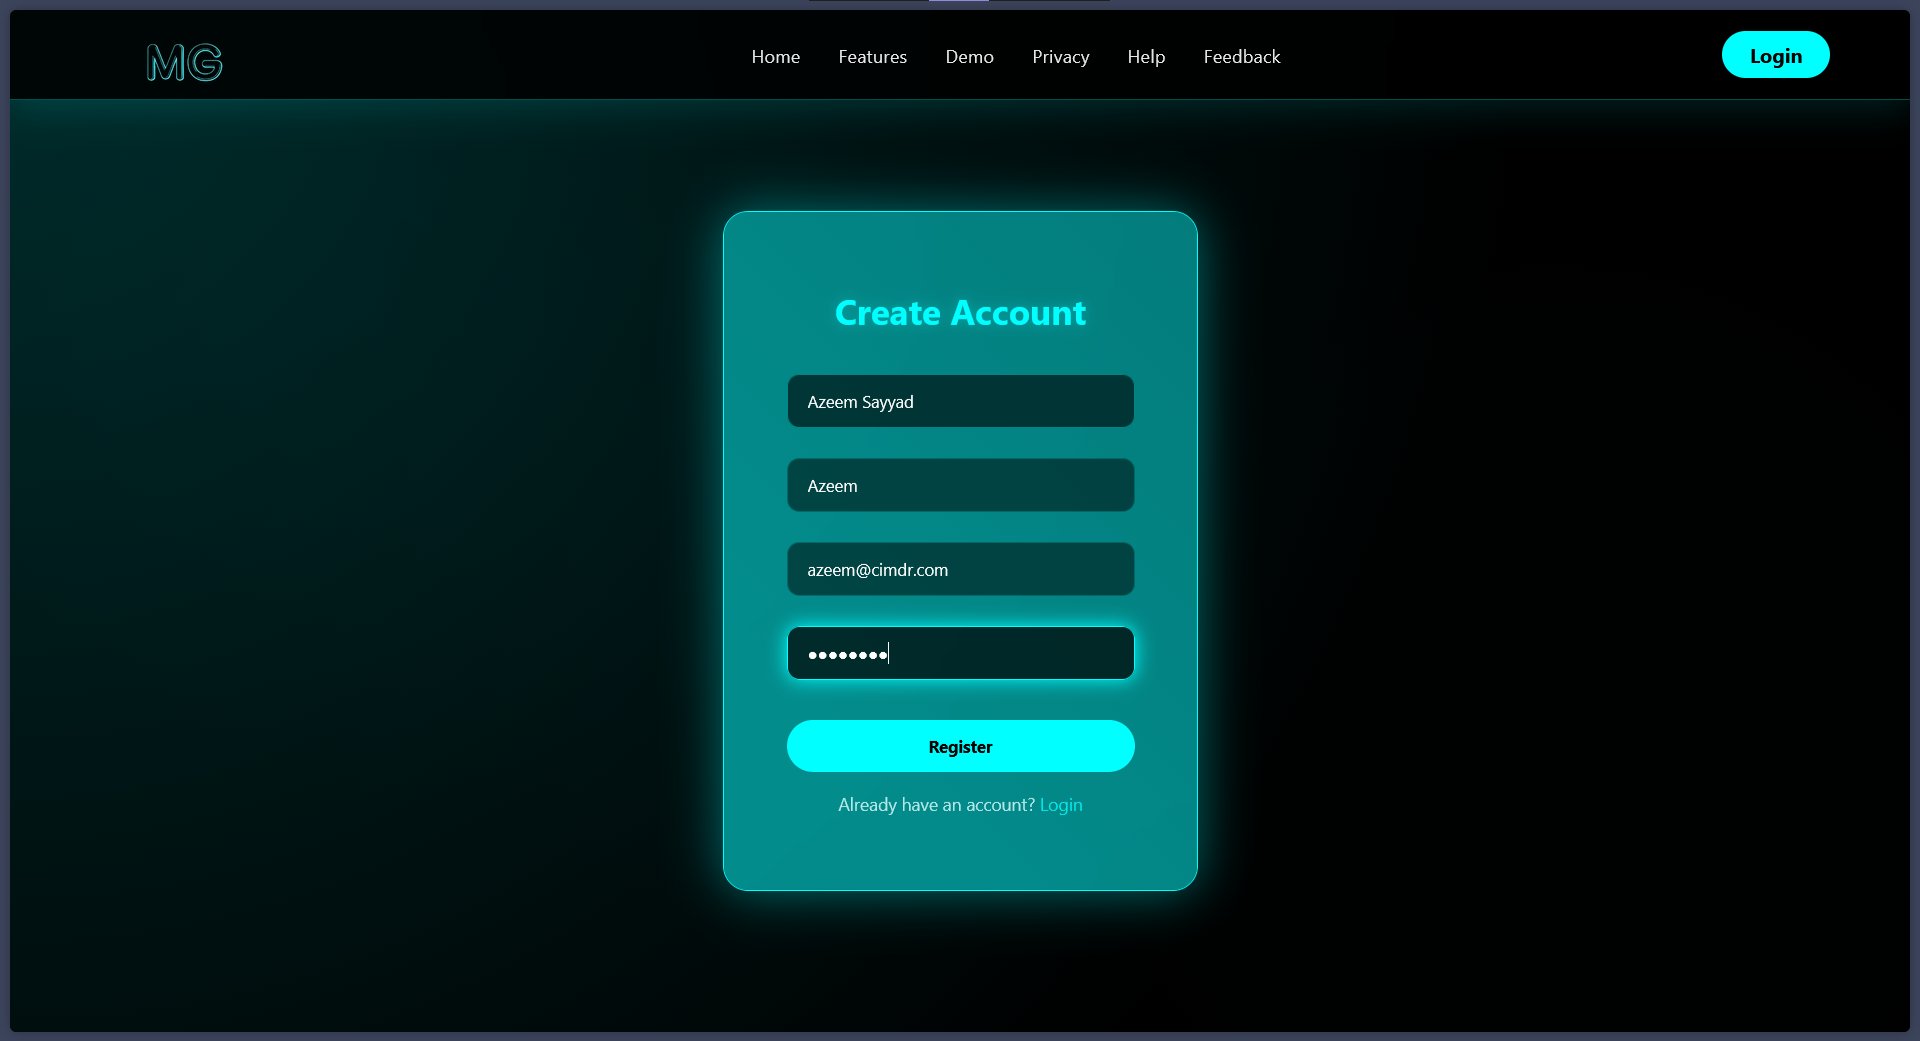 MG
Home
Features
Demo
Privacy
Help
Feedback
Login
Create Account
Azeem Sayyad
Azeem
azeem@cimdr.com
••••••••
Register
Already have an account? Login